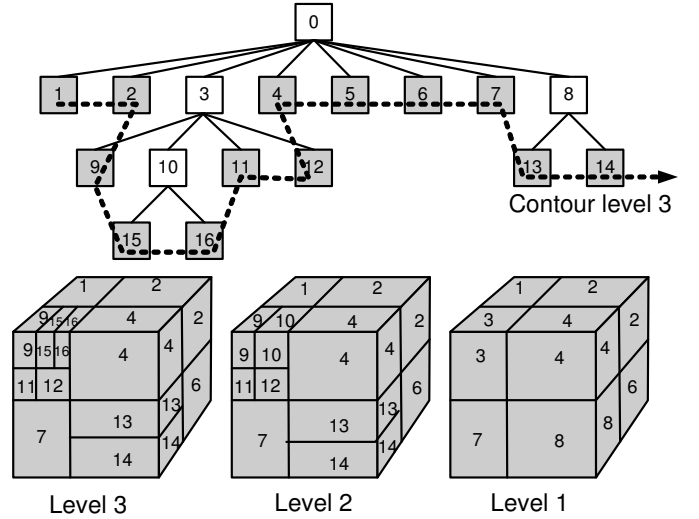 0
1 2 3 4 5 6 7 8
9 10 11 12 13 14
Contour level 3
15 16
1 2
9 15 16 4 2
9 15 16 4 4
11 12 6
7 13 13
14 14
Level 3
1 2
9 10 4 2
9 10 4 4
11 12 6
7 13 13
14 14
Level 2
1 2
3 4 2
3 4 4
6
7 8 8
Level 1